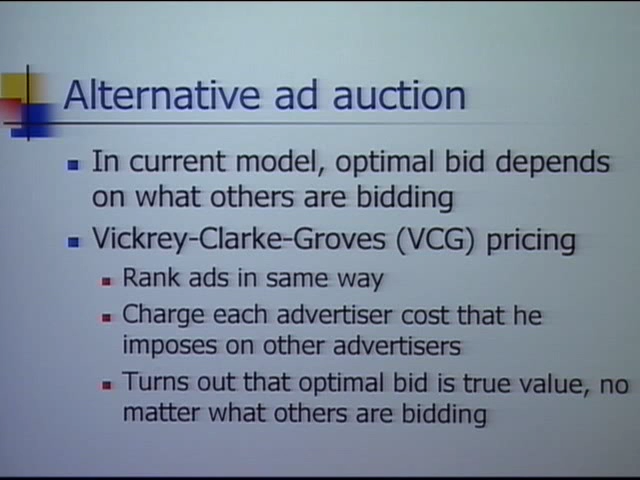 Alternative ad auction
In current model, optimal bid depends
on what others are bidding
Vickrey-Clarke-Groves (VCG) pricing
Rank ads in same way
Charge each advertiser cost that he
imposes on other advertisers
Turns out that optimal bid is true value, no
matter what others are bidding